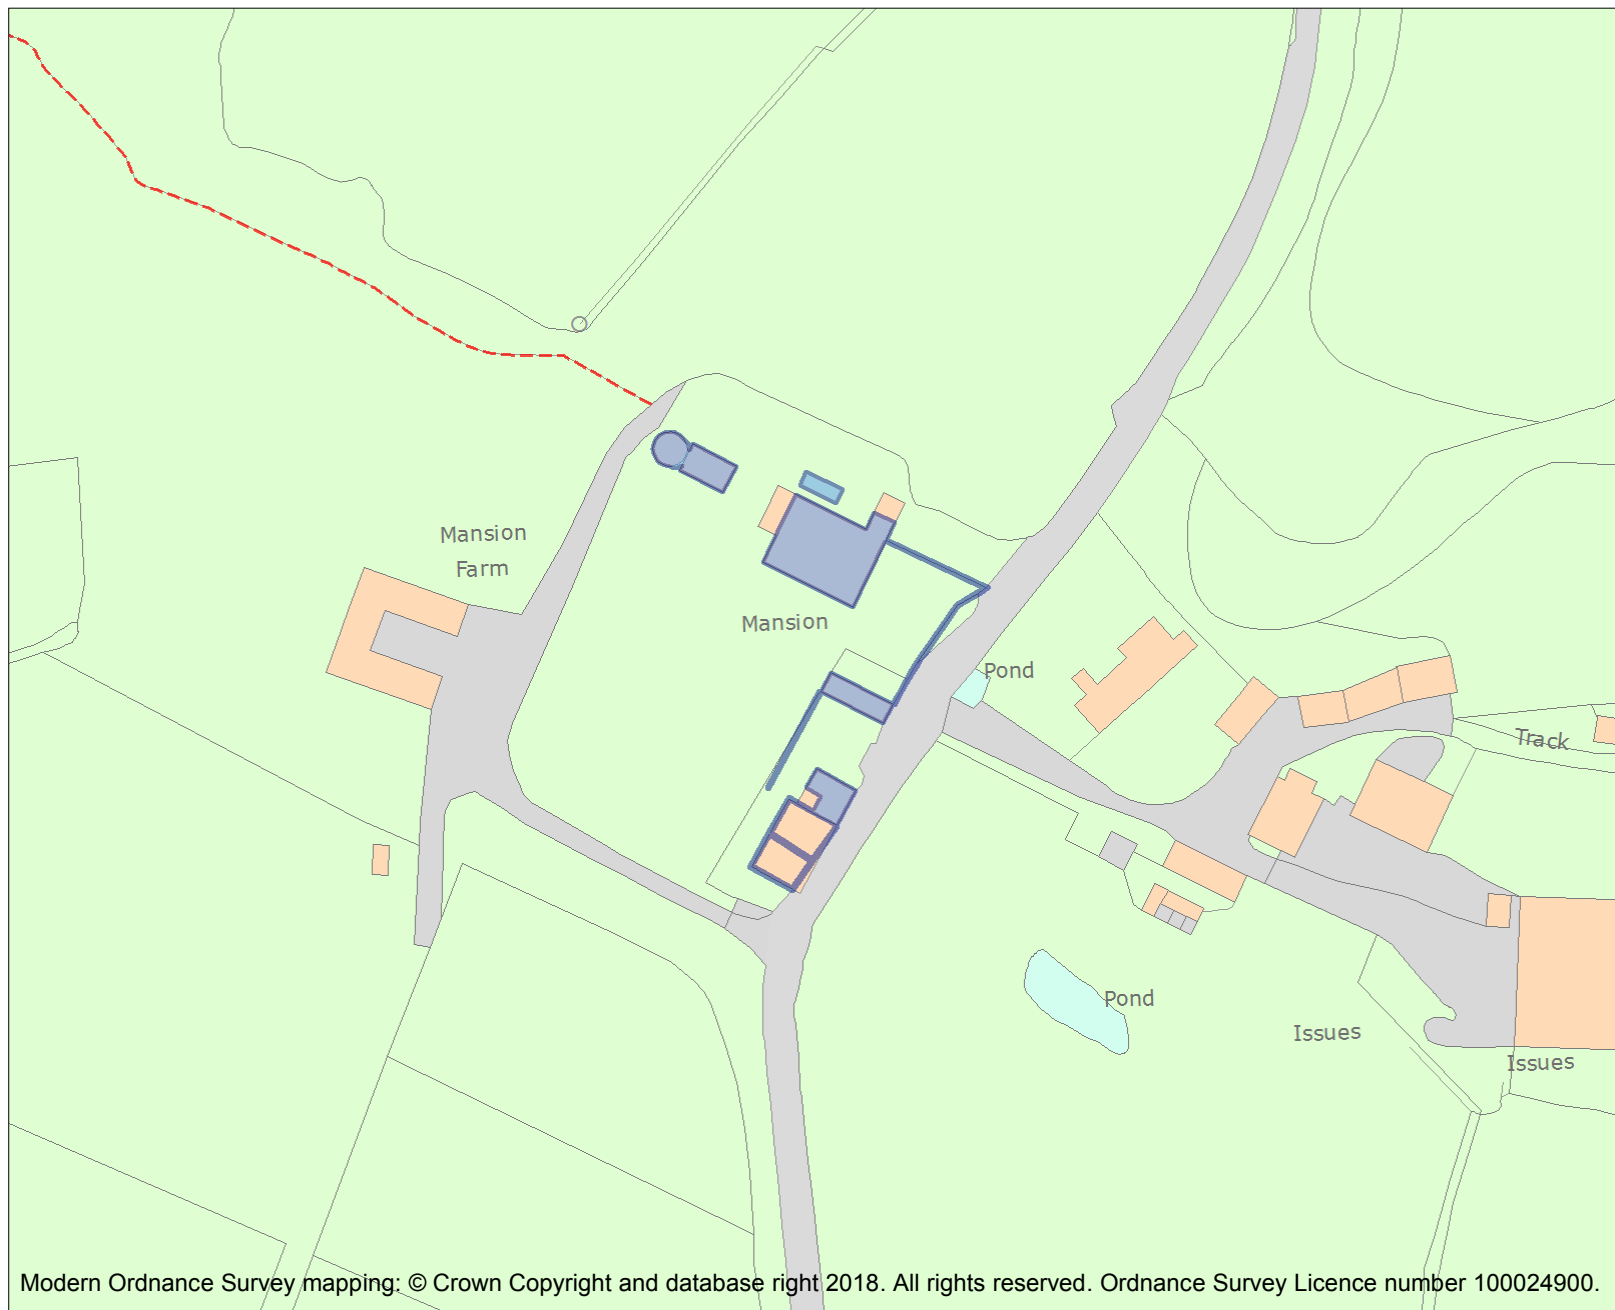 Mansion
Farm
Mansion
Pond
Track
Pond
Issues
Issues
Modern Ordnance Survey mapping: © Crown Copyright and database right 2018. All rights reserved. Ordnance Survey Licence number 100024900.